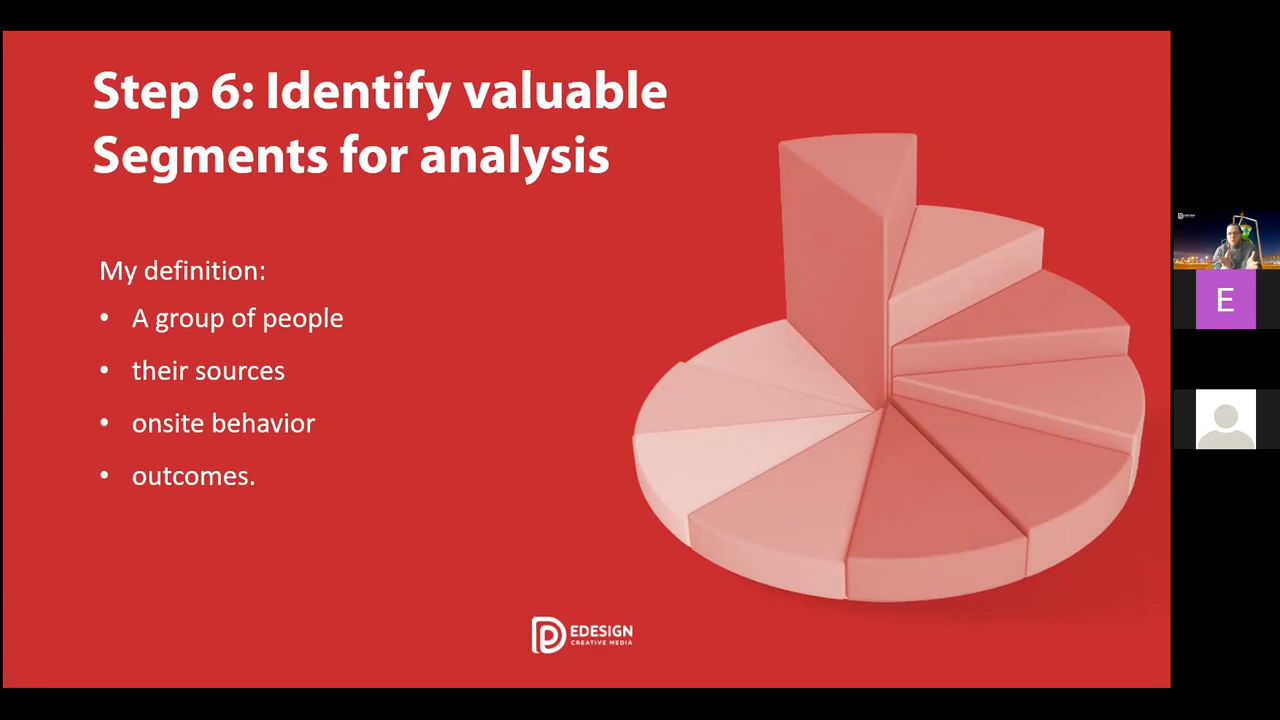 Step 6: Identify valuable
Segments for analysis
My definition:
• A group of people
• their sources
• onsite behavior
• outcomes.
EDESIGN
CREATIVE MEDIA
E